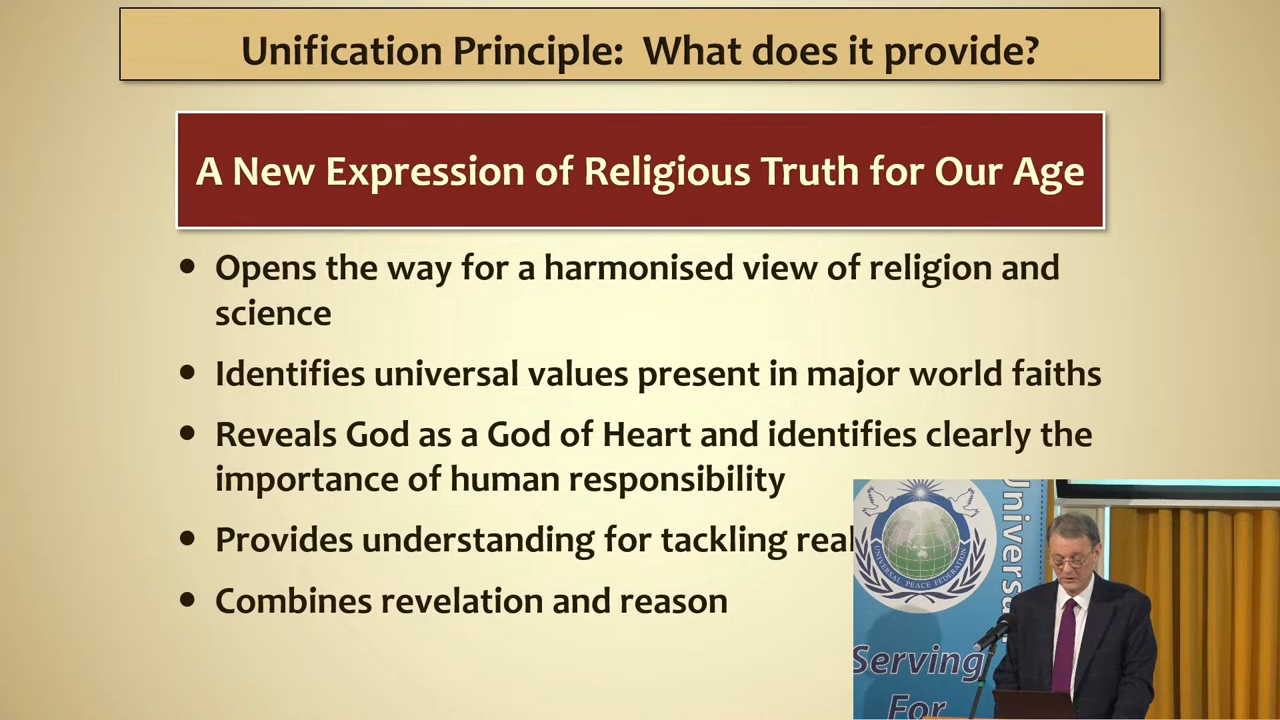 Unification Principle: What does it provide?
A New Expression of Religious Truth for Our Age
• Opens the way for a harmonised view of religion and
science
• Identifies universal values present in major world faiths
• Reveals God as a God of Heart and identifies clearly the
importance of human responsibility
• Provides understanding for tackling real
• Combines revelation and reason
UNIVERSAL PEACE FEDERATION
Serving
For